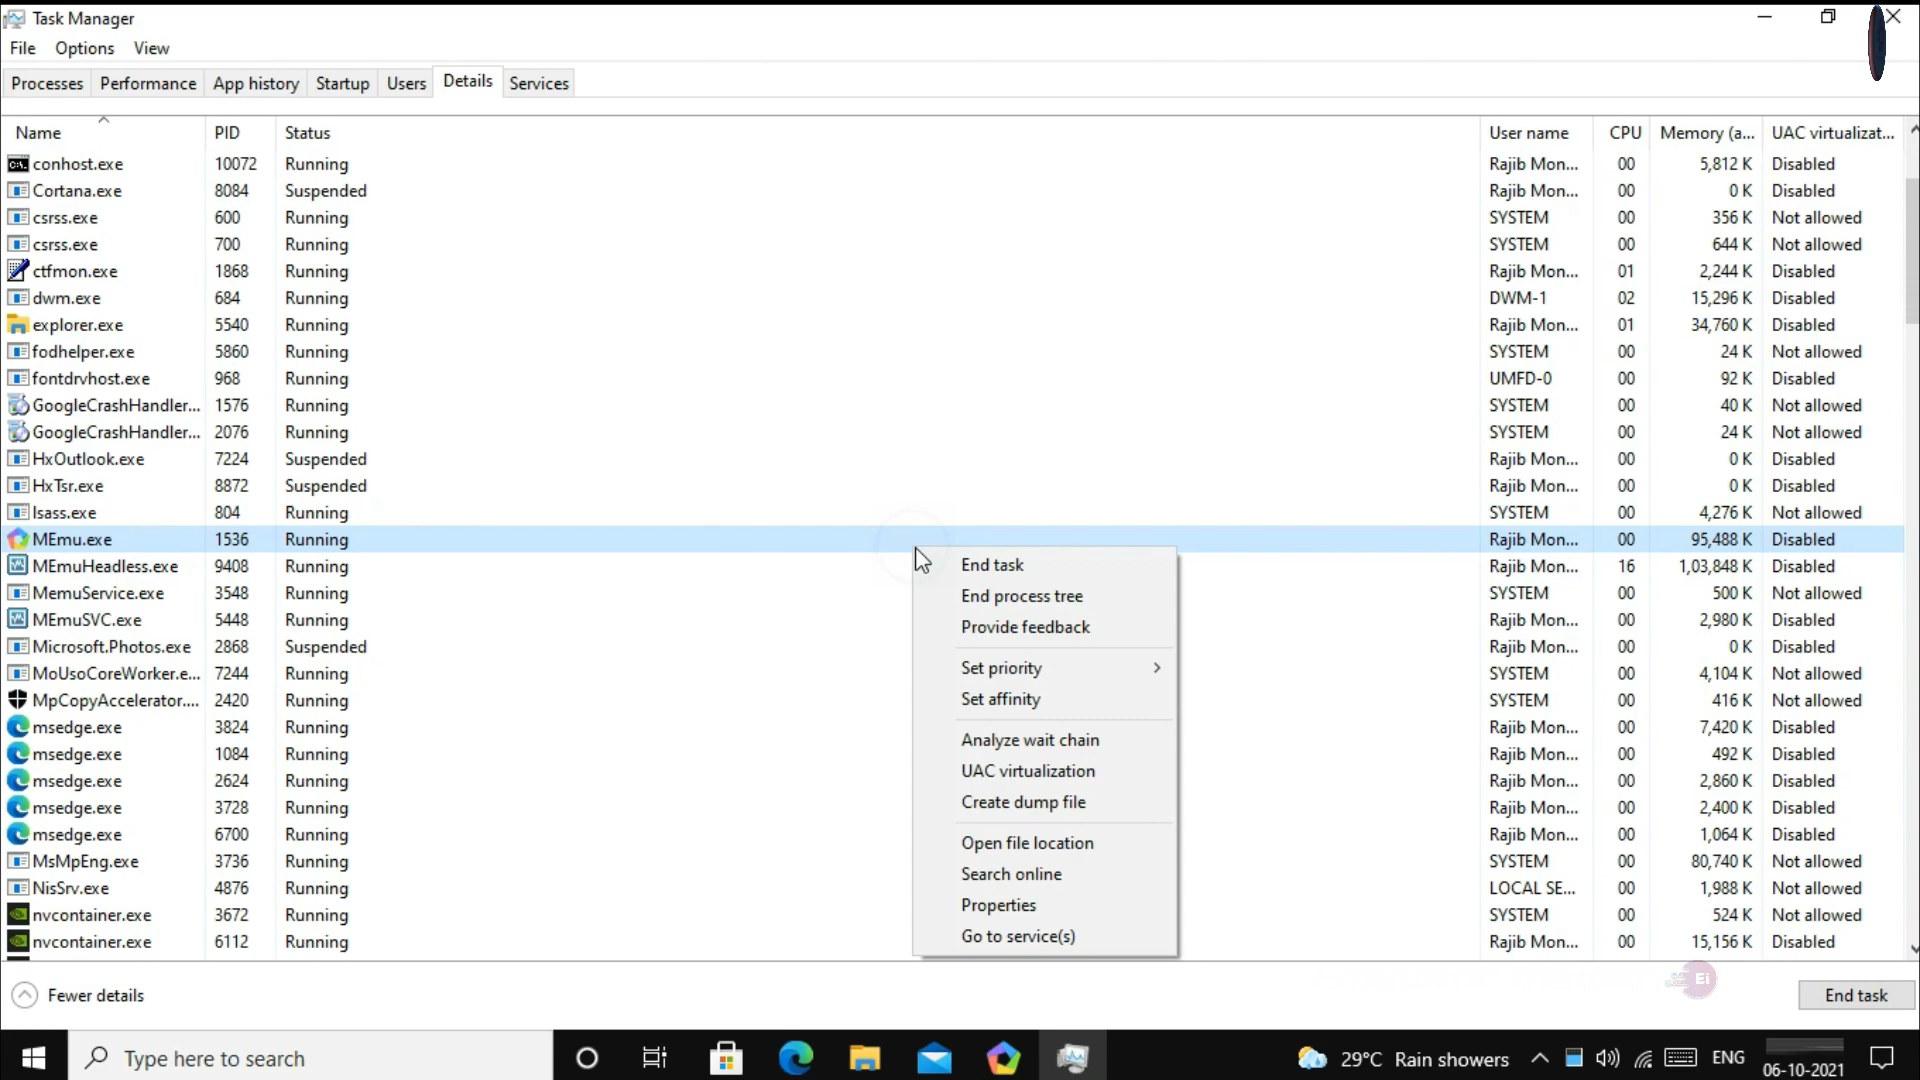 Task Manager
File Options View
Processes Performance App history Startup Users Details Services
Name PID Status User name CPU Memory (a... UAC virtualizat...
conhost.exe 10072 Running Rajib Mon... 00 5,812 K Disabled
Cortana.exe 8084 Suspended Rajib Mon... 00 0 K Disabled
csrss.exe 600 Running SYSTEM 00 356 K Not allowed
csrss.exe 700 Running SYSTEM 00 644 K Not allowed
ctfmon.exe 1868 Running Rajib Mon... 01 2,244 K Disabled
dwm.exe 684 Running DWM-1 02 15,296 K Disabled
explorer.exe 5540 Running Rajib Mon... 01 34,760 K Disabled
fodhelper.exe 5860 Running SYSTEM 00 24 K Not allowed
fontdrvhost.exe 968 Running UMFD-0 00 92 K Disabled
GoogleCrashHandler... 1576 Running SYSTEM 00 40 K Not allowed
GoogleCrashHandler... 2076 Running SYSTEM 00 24 K Not allowed
HxOutlook.exe 7224 Suspended Rajib Mon... 00 0 K Disabled
HxTsr.exe 8872 Suspended Rajib Mon... 00 0 K Disabled
lsass.exe 804 Running SYSTEM 00 4,276 K Not allowed
MEmu.exe 1536 Running Rajib Mon... 00 95,488 K Disabled
MEmuHeadless.exe 9408 Running Rajib Mon... 16 1,03,848 K Disabled
MemuService.exe 3548 Running SYSTEM 00 500 K Not allowed
MEmuSVC.exe 5448 Running Rajib Mon... 00 2,980 K Disabled
Microsoft.Photos.exe 2868 Suspended Rajib Mon... 00 0 K Disabled
MoUsoCoreWorker.e... 7244 Running SYSTEM 00 4,104 K Not allowed
MpCopyAccelerator.... 2420 Running SYSTEM 00 416 K Not allowed
msedge.exe 3824 Running Rajib Mon... 00 7,420 K Disabled
msedge.exe 1084 Running Rajib Mon... 00 492 K Disabled
msedge.exe 2624 Running Rajib Mon... 00 2,860 K Disabled
msedge.exe 3728 Running Rajib Mon... 00 2,400 K Disabled
msedge.exe 6700 Running Rajib Mon... 00 1,064 K Disabled
MsMpEng.exe 3736 Running SYSTEM 00 80,740 K Not allowed
NisSrv.exe 4876 Running LOCAL SE... 00 1,988 K Not allowed
nvcontainer.exe 3672 Running SYSTEM 00 524 K Not allowed
nvcontainer.exe 6112 Running Rajib Mon... 00 15,156 K Disabled
End task
End process tree
Provide feedback
Set priority
Set affinity
Analyze wait chain
UAC virtualization
Create dump file
Open file location
Search online
Properties
Go to service(s)
Ei
Fewer details End task
Type here to search 29°C Rain showers ENG
06-10-2021